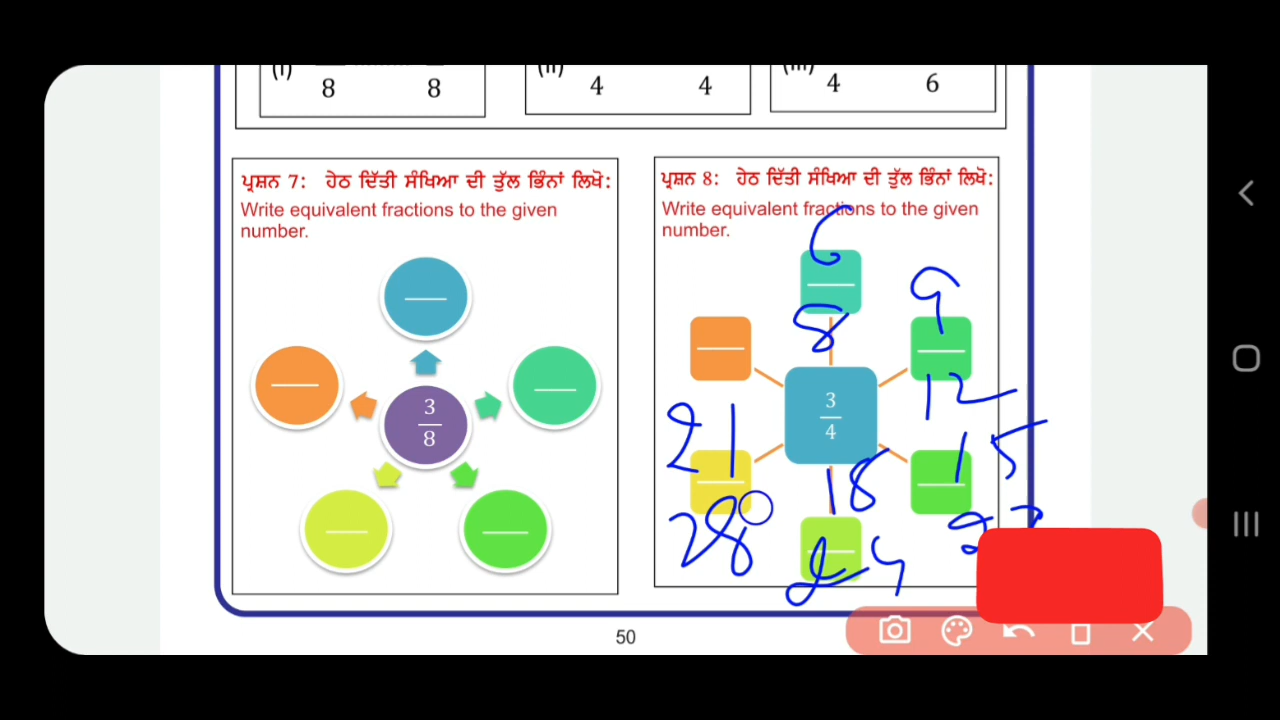 (i)
(ii)
(iii)
8 8
4 4
4 6
ਪ੍ਰਸ਼ਨ 7: ਹੇਠ ਦਿੱਤੀ ਸੰਖਿਆ ਦੀ ਤੁੱਲ ਭਿੰਨਾਂ ਲਿਖੋ:
Write equivalent fractions to the given
number.
3
8
ਪ੍ਰਸ਼ਨ 8: ਹੇਠ ਦਿੱਤੀ ਸੰਖਿਆ ਦੀ ਤੁੱਲ ਭਿੰਨਾਂ ਲਿਖੋ:
Write equivalent fractions to the given
number.
6
8
9
12
3
4
15
21
28
18
24
50